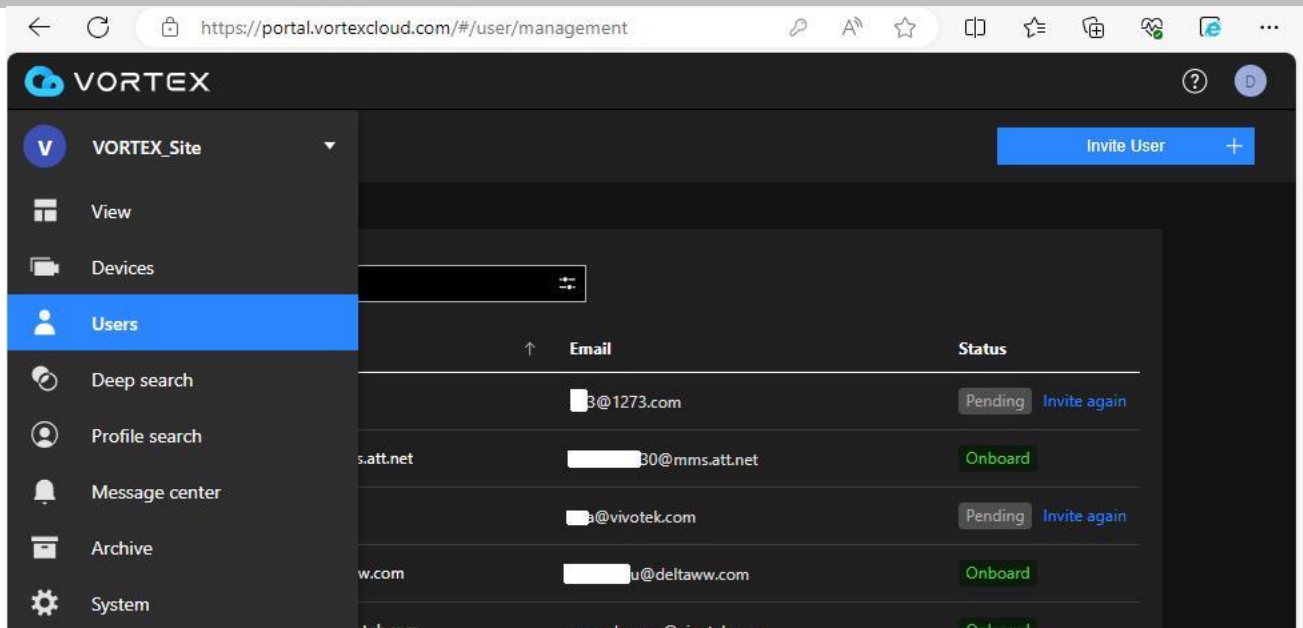 https://portal.vortexcloud.com/#/user/management
VORTEX
D
V VORTEX_Site
Invite User +
View
Devices
Users
Email Status
Deep search
3@1273.com Pending Invite again
Profile search
s.att.net 30@mms.att.net Onboard
Message center
a@vivotek.com Pending Invite again
Archive
w.com u@deltaww.com Onboard
System